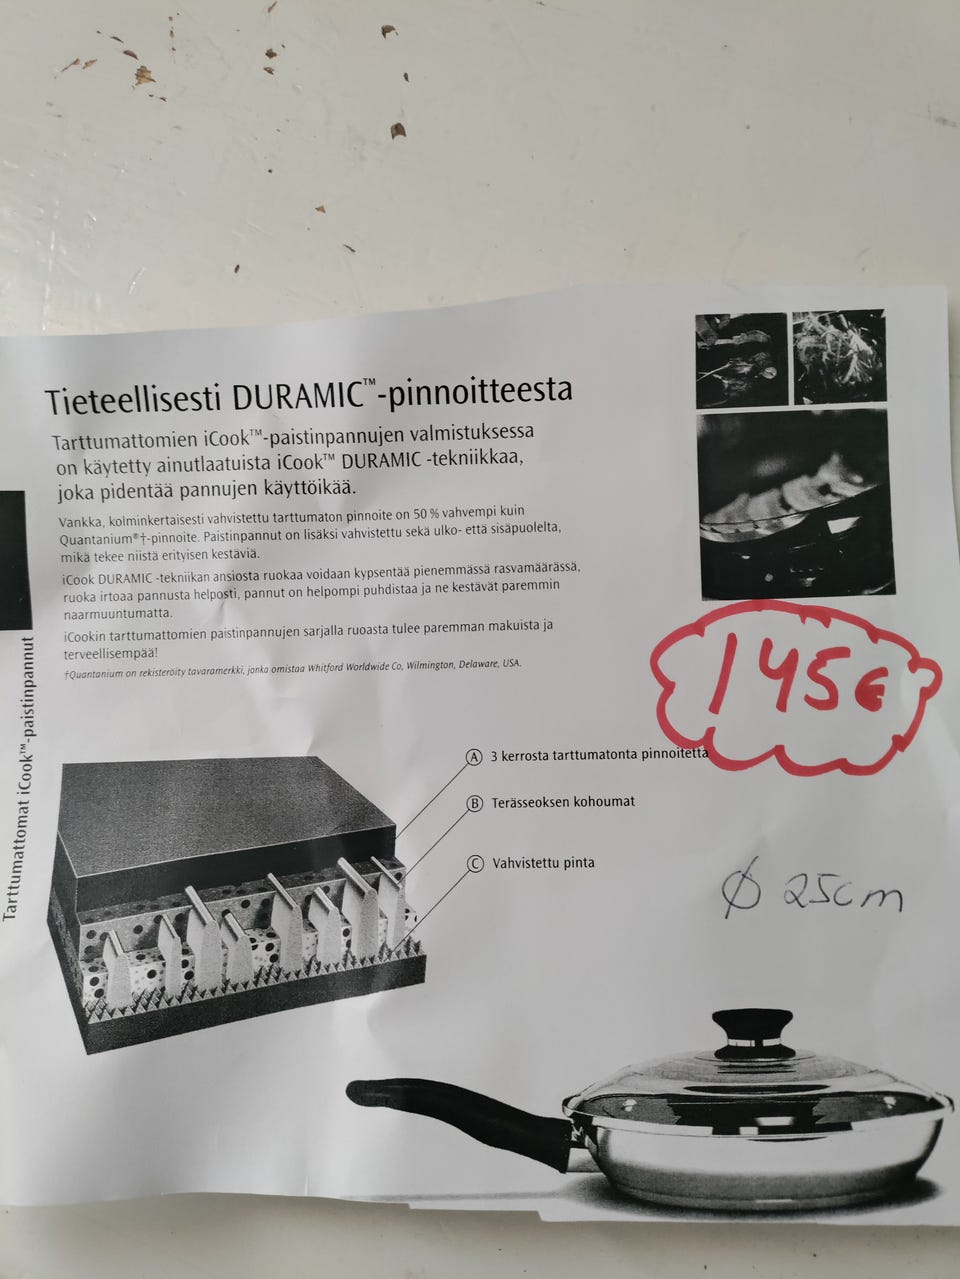 Tieteellisesti DURAMIC™-pinnoitteesta
Tarttumattomien iCook™-paistinpannujen valmistuksessa
on käytetty ainutlaatuista iCook™ DURAMIC -tekniikkaa,
joka pidentää pannujen käyttöikää.
Vankka, kolminkertaisesti vahvistettu tarttumaton pinnoite on 50 % vahvempi kuin
Quantanium®†-pinnoite. Paistinpannut on lisäksi vahvistettu sekä ulko- että sisäpuolelta,
mikä tekee niistä erityisen kestäviä.
iCook DURAMIC -tekniikan ansiosta ruokaa voidaan kypsentää pienemmässä rasvamäärässä,
ruoka irtoaa pannusta helposti, pannut on helpompi puhdistaa ja ne kestävät paremmin
naarmuuntumatta.
iCookin tarttumattomien paistinpannujen sarjalla ruoasta tulee paremman makuista ja
terveellisempää!
†Quantanium on rekisteröity tavaramerkki, jonka omistaa Whitford Worldwide Co, Wilmington, Delaware, USA.
Tarttumattomat iCook™-paistinpannut
145€
A 3 kerrosta tarttumatonta pinnoitetta
B Terässeoksen kohoumat
C Vahvistettu pinta
Ø 25cm